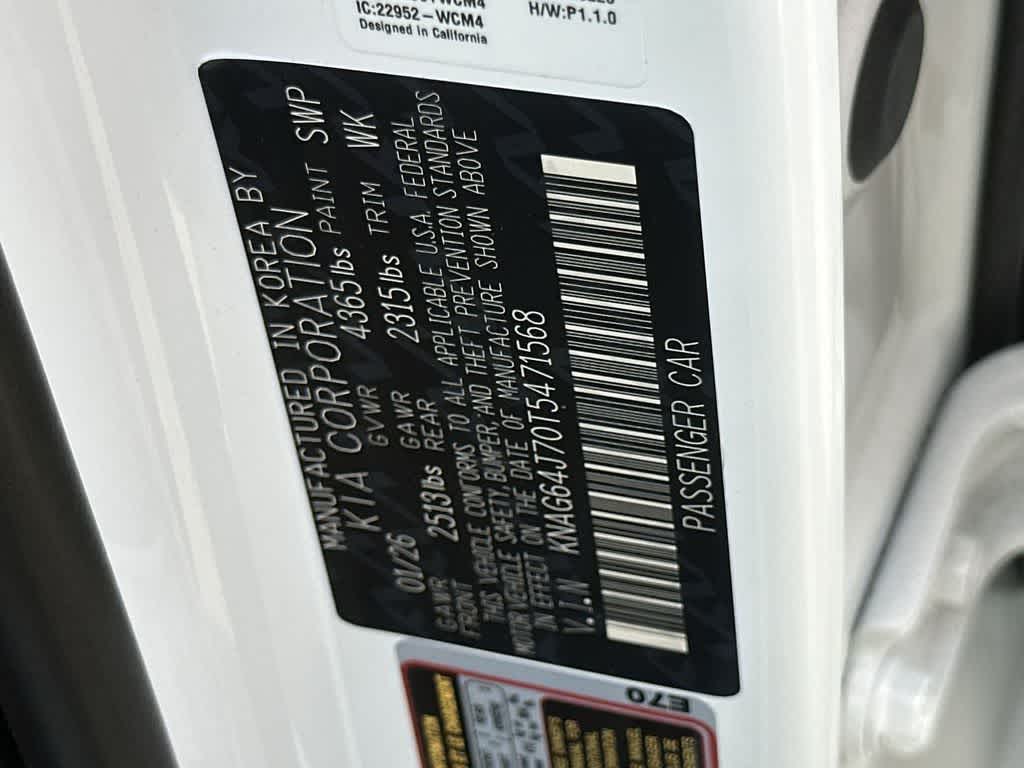 IC:22952-WCM4
Designed in California
H/W:P1.1.0
MANUFACTURED IN KOREA BY
KIA CORPORATION
GVWR 4365lbs PAINT SWP
01/26 GAWR 2315lbs TRIM WK
GAWR FRONT 2513lbs REAR
THIS VEHICLE CONFORMS TO ALL APPLICABLE U.S.A. FEDERAL
MOTOR VEHICLE SAFETY BUMPER, AND THEFT PREVENTION STANDARDS
IN EFFECT ON THE DATE OF MANUFACTURE SHOWN ABOVE
V.I.N KNAG64J70T5471568
PASSENGER CAR
E70